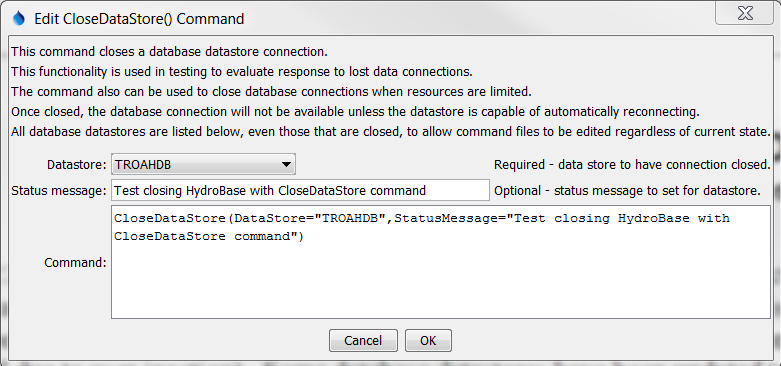 Edit CloseDataStore() Command
This command closes a database datastore connection.
This functionality is used in testing to evaluate response to lost data connections.
The command also can be used to close database connections when resources are limited.
Once closed, the database connection will not be available unless the datastore is capable of automatically reconnecting.
All database datastores are listed below, even those that are closed, to allow command files to be edited regardless of current state.
Datastore: TROAHDB Required - data store to have connection closed.
Status message: Test closing HydroBase with CloseDataStore command Optional - status message to set for datastore.
Command: CloseDataStore(DataStore="TROAHDB",StatusMessage="Test closing HydroBase with
CloseDataStore command")
Cancel OK